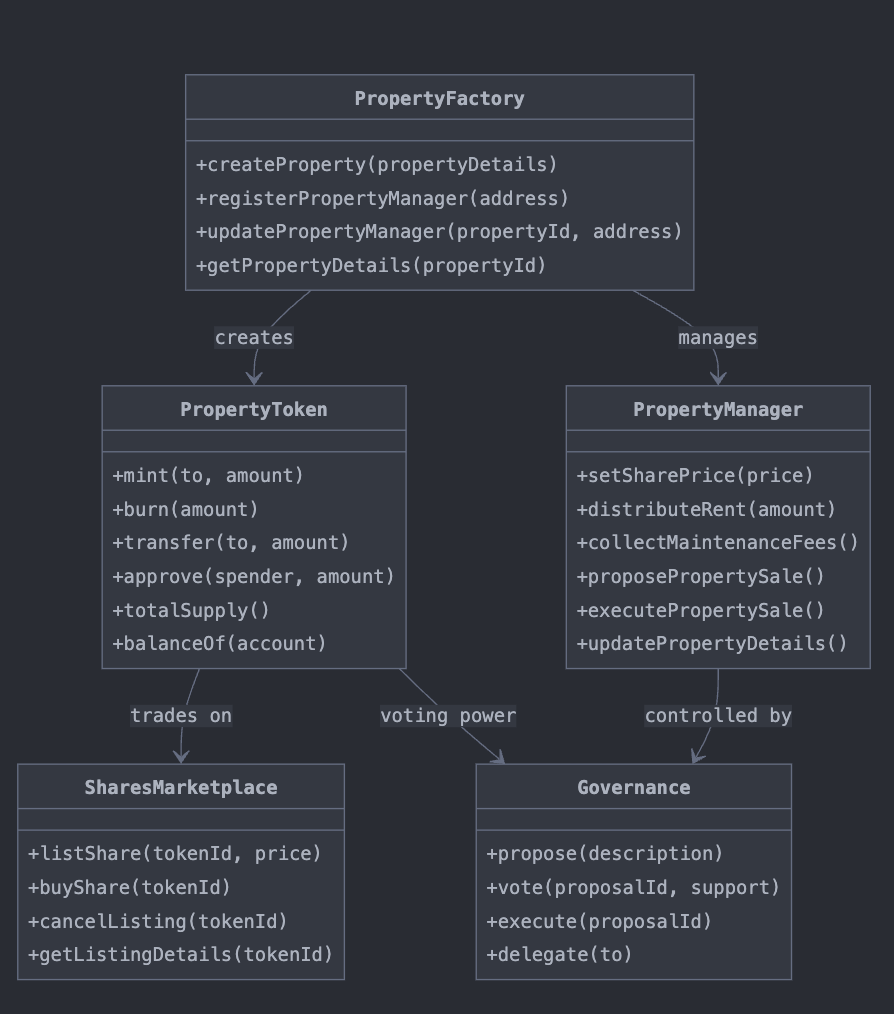 PropertyFactory
+createProperty(propertyDetails)
+registerPropertyManager(address)
+updatePropertyManager(propertyId, address)
+getPropertyDetails(propertyId)
creates
manages
PropertyToken
+mint(to, amount)
+burn(amount)
+transfer(to, amount)
+approve(spender, amount)
+totalSupply()
+balanceOf(account)
PropertyManager
+setSharePrice(price)
+distributeRent(amount)
+collectMaintenanceFees()
+proposePropertySale()
+executePropertySale()
+updatePropertyDetails()
trades on
voting power
controlled by
SharesMarketplace
+listShare(tokenId, price)
+buyShare(tokenId)
+cancelListing(tokenId)
+getListingDetails(tokenId)
Governance
+propose(description)
+vote(proposalId, support)
+execute(proposalId)
+delegate(to)